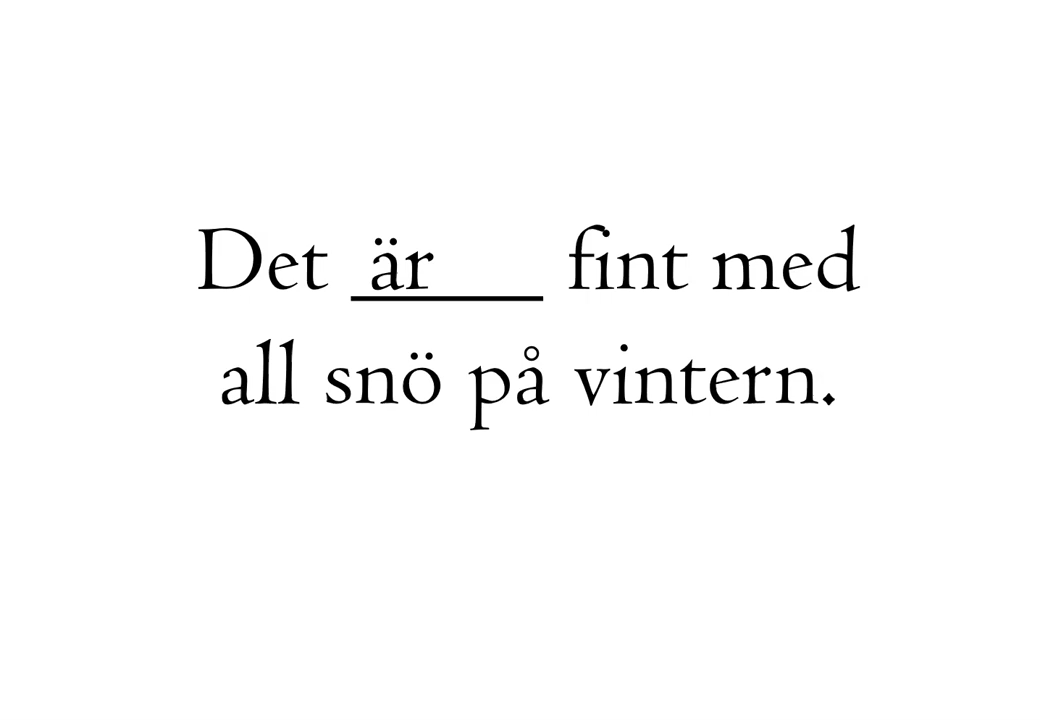 Det är fint med
all snö på vintern.